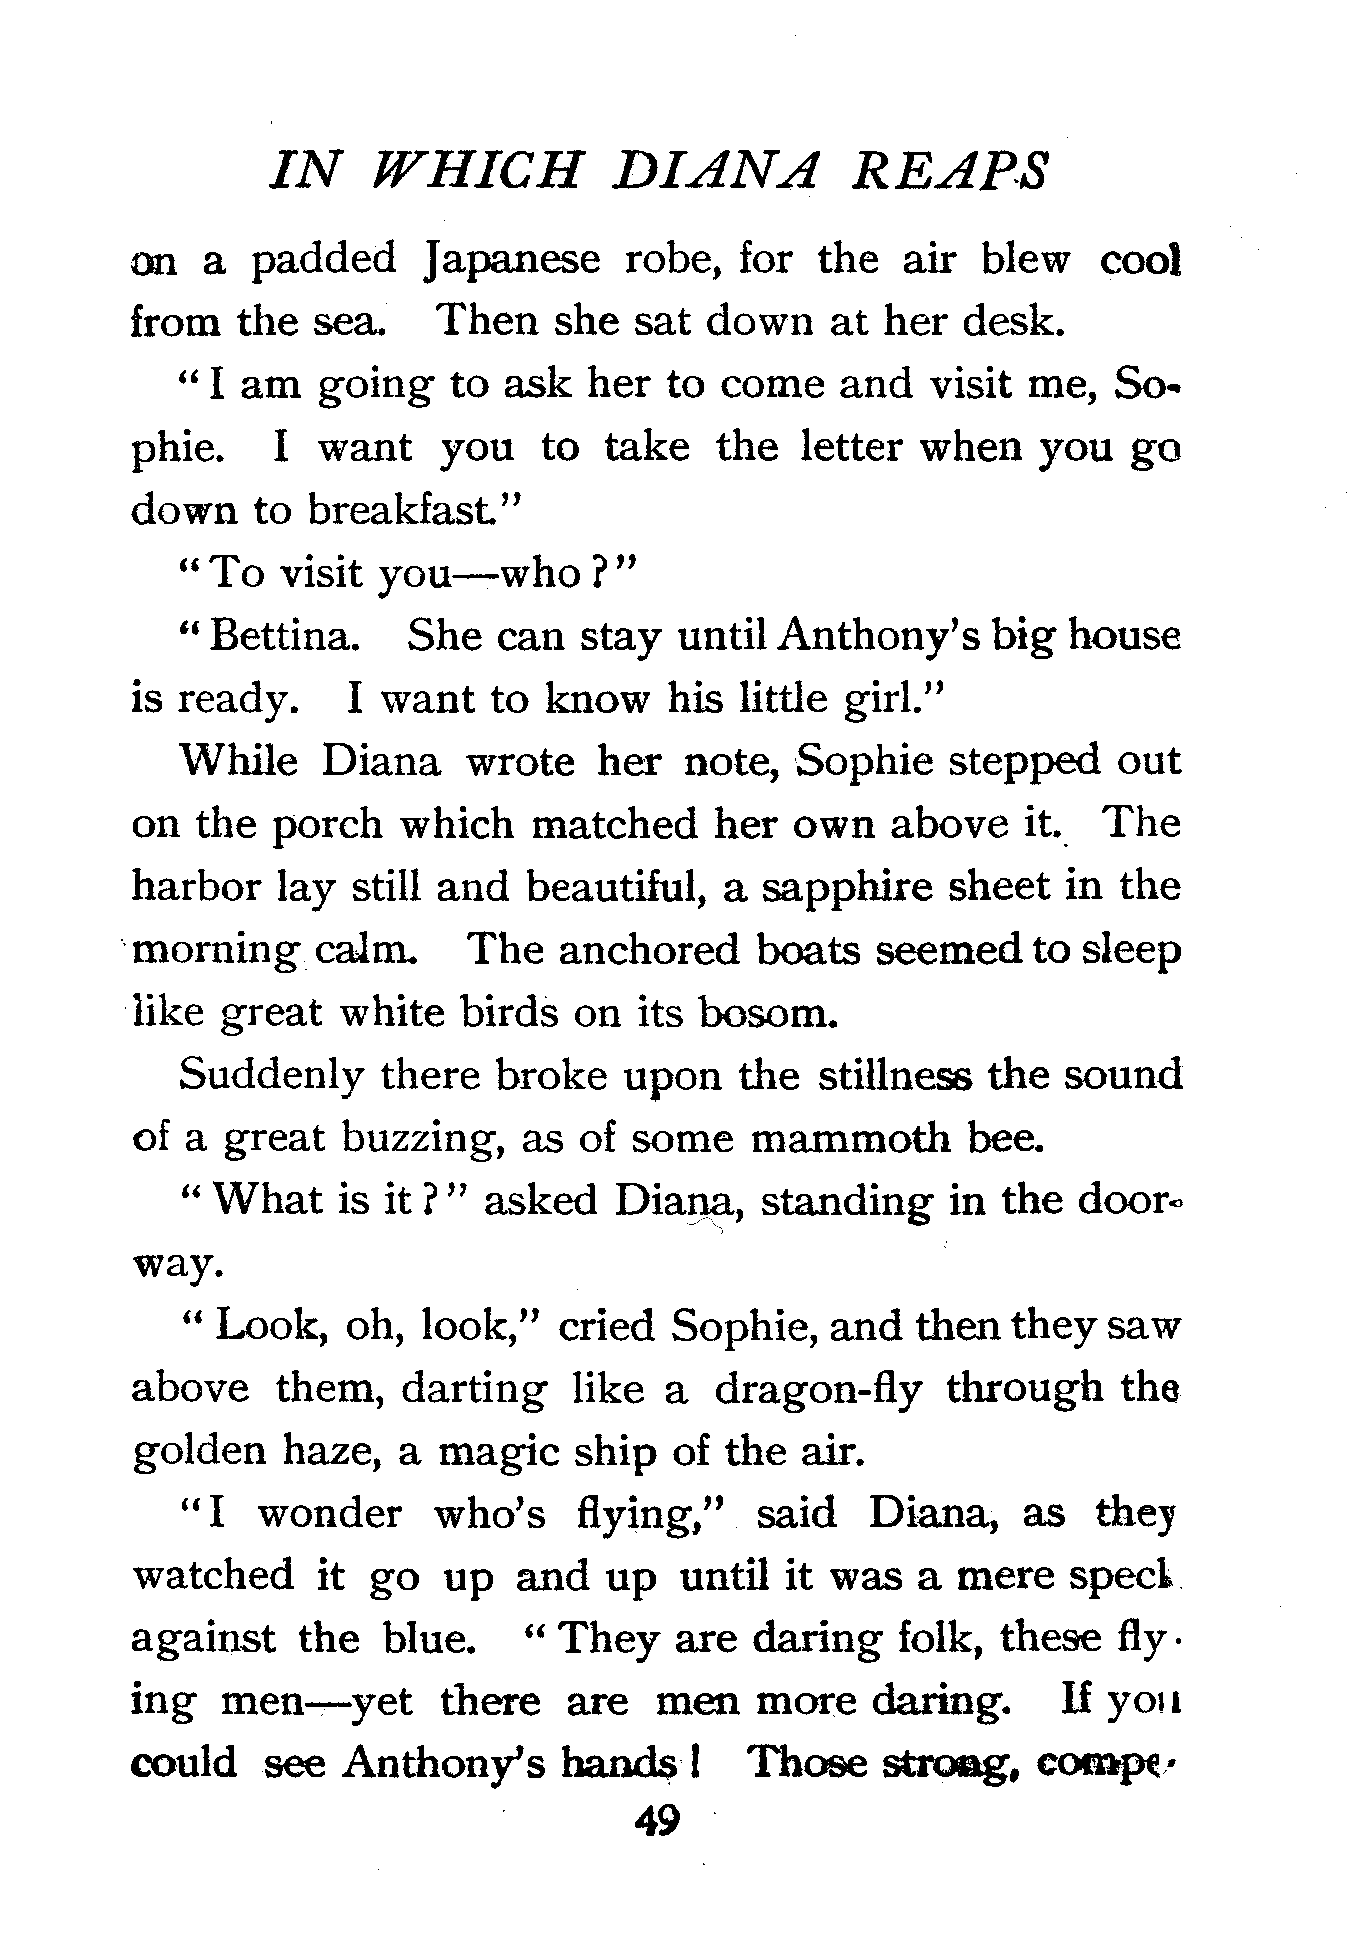 IN WHICH DIANA REAPS
on a padded Japanese robe, for the air blew cool
from the sea. Then she sat down at her desk.
"I am going to ask her to come and visit me, So-
phie. I want you to take the letter when you go
down to breakfast."
"To visit you—who?"
"Bettina. She can stay until Anthony's big house
is ready. I want to know his little girl."
While Diana wrote her note, Sophie stepped out
on the porch which matched her own above it. The
harbor lay still and beautiful, a sapphire sheet in the
morning calm. The anchored boats seemed to sleep
like great white birds on its bosom.
Suddenly there broke upon the stillness the sound
of a great buzzing, as of some mammoth bee.
"What is it?" asked Diana, standing in the door-
way.
"Look, oh, look," cried Sophie, and then they saw
above them, darting like a dragon-fly through the
golden haze, a magic ship of the air.
"I wonder who's flying," said Diana, as they
watched it go up and up until it was a mere speck
against the blue. "They are daring folk, these fly-
ing men—yet there are men more daring. If you
could see Anthony's hands! Those strong, compe-
49